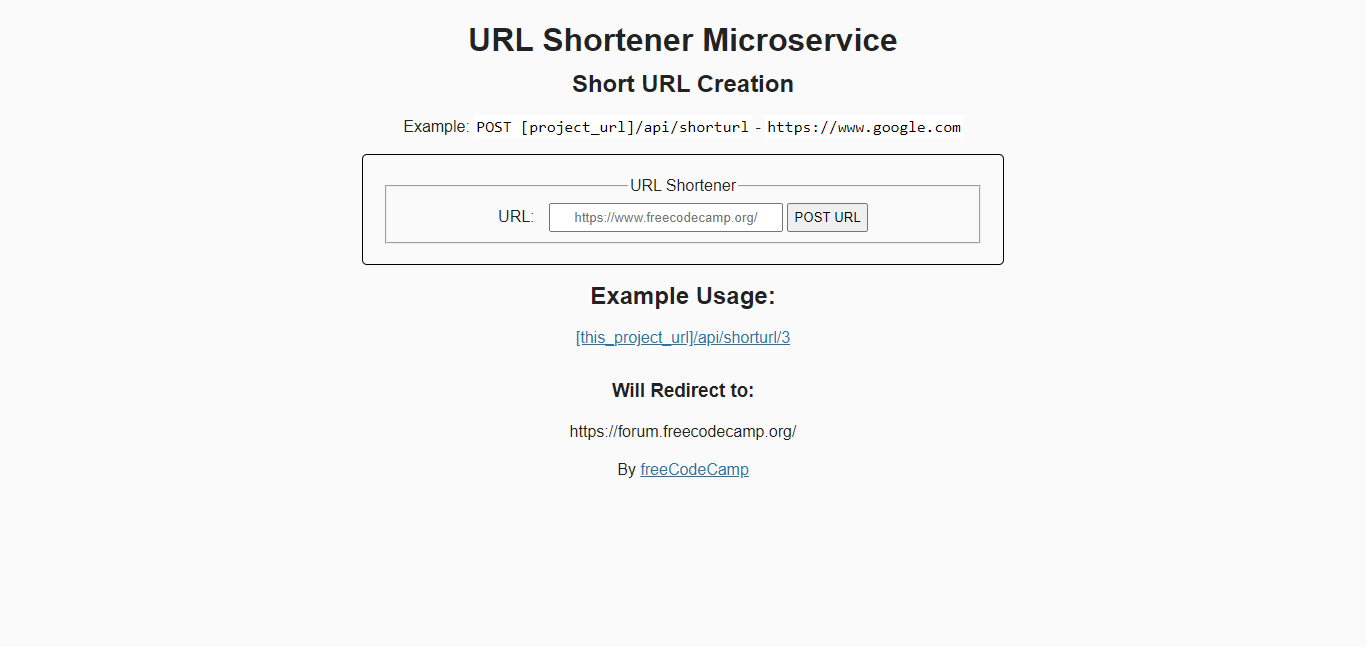 URL Shortener Microservice
Short URL Creation
Example: POST [project_url]/api/shorturl - https://www.google.com
URL Shortener
URL: https://www.freecodecamp.org/ POST URL
Example Usage:
[this_project_url]/api/shorturl/3
Will Redirect to:
https://forum.freecodecamp.org/
By freeCodeCamp